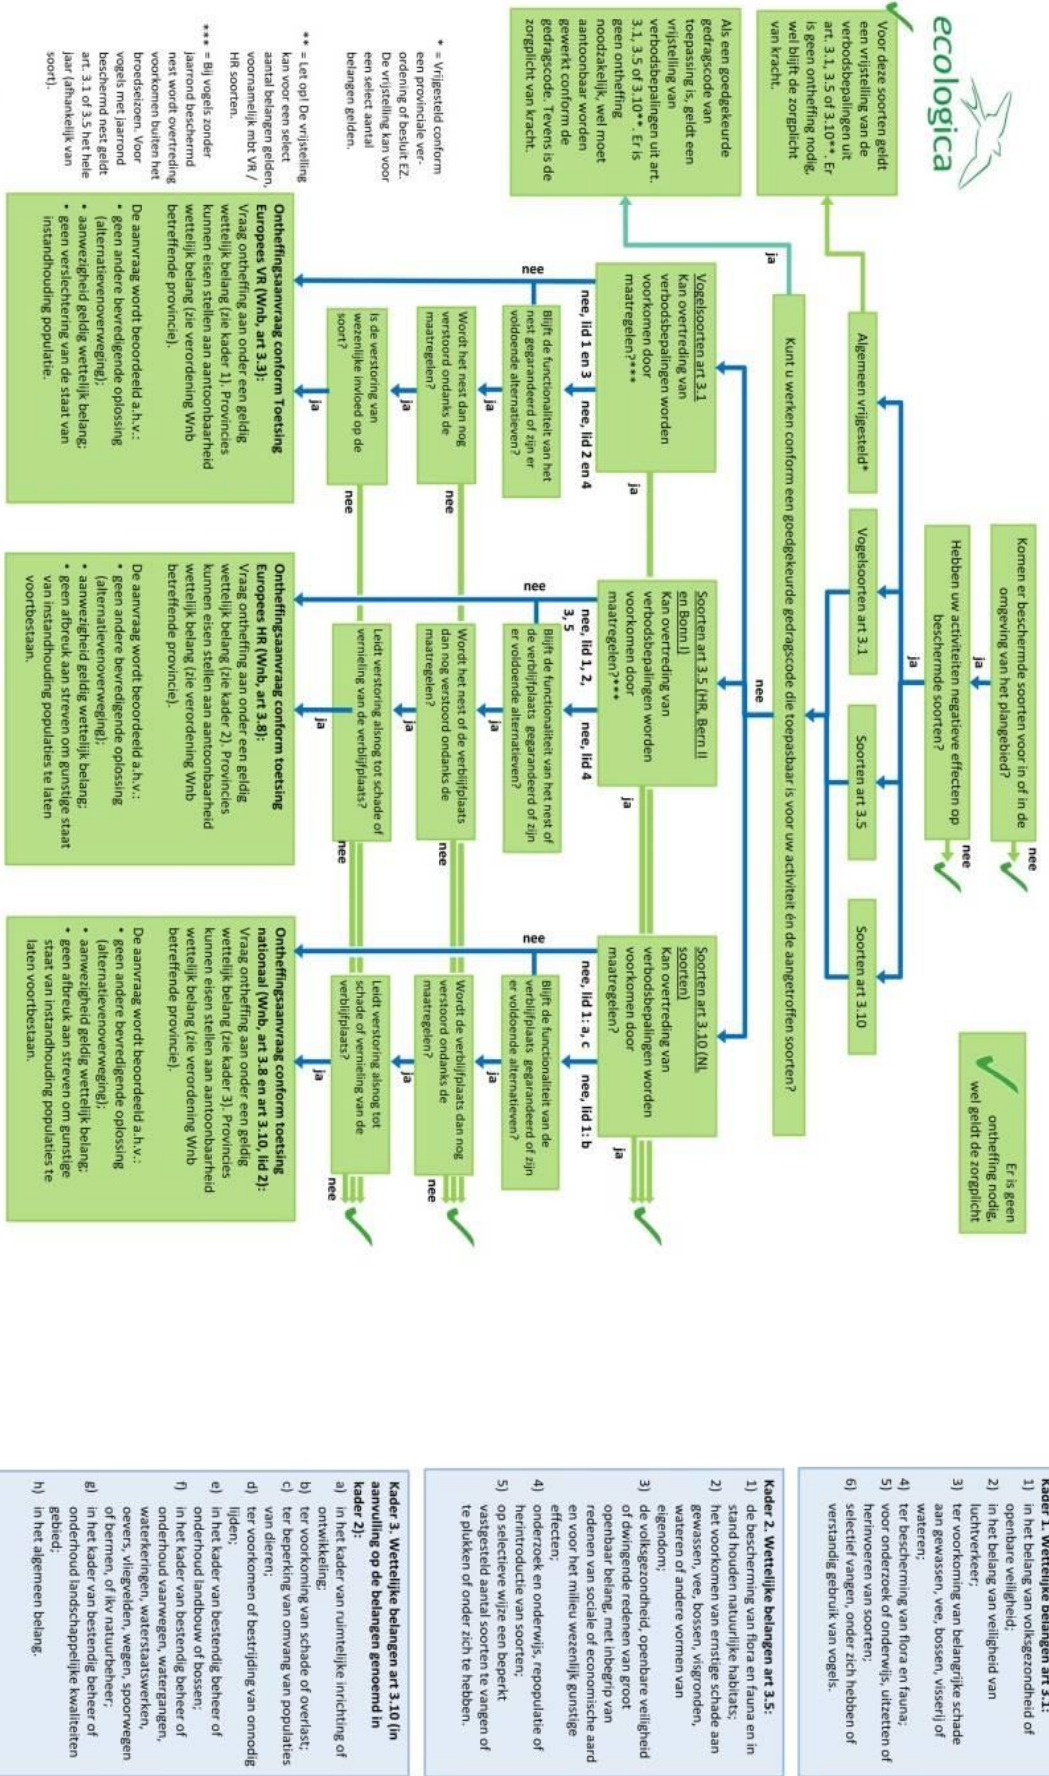 ecologica
Komen er beschermde soorten voor in of in de
omgeving van het plangebied?
nee
ja
Hebben uw activiteiten negatieve effecten op
beschermde soorten?
nee
ja
Er is geen
ontheffing nodig,
wel geldt de zorgplicht
Algemeen vrijgesteld*
Vogelsoorten art 3.1
Soorten art 3.5
Soorten art 3.10
Voor deze soorten geldt
een vrijstelling van de
verbodsbepalingen uit
art. 3.1, 3.5 of 3.10**. Er
is geen ontheffing nodig,
wel blijft de zorgplicht
van kracht.
Kunt u werken conform een goedgekeurde gedragscode die toepasbaar is voor uw activiteit én de aangetroffen soorten?
ja
nee
Als een goedgekeurde
gedragscode van
toepassing is, geldt een
vrijstelling van
verbodsbepalingen uit art.
3.1, 3.5 of 3.10**. Er is
geen ontheffing
noodzakelijk, wel moet
aantoonbaar worden
gewerkt conform de
gedragscode. Tevens is de
zorgplicht van kracht.
Vogelsoorten art 3.1
Kan overtreding van
verbodsbepalingen worden
voorkomen door
maatregelen?***
ja
Soorten art 3.5 (HR, Bern II
en Bonn I)
Kan overtreding van
verbodsbepalingen worden
voorkomen door
maatregelen?***
ja
Soorten art 3.10 (NL
soorten)
Kan overtreding van
verbodsbepalingen worden
voorkomen door
maatregelen?
ja
nee
nee, lid 1 en 3
nee, lid 2 en 4
nee
nee, lid 1, 2,
3, 5
nee, lid 4
nee
nee, lid 1: a, c
nee, lid 1: b
Blijft de functionaliteit van het
nest gegarandeerd of zijn er
voldoende alternatieven?
ja
Blijft de functionaliteit van het nest of
de verblijfplaats gegarandeerd of zijn
er voldoende alternatieven?
ja
Blijft de functionaliteit van de
verblijfplaats gegarandeerd of zijn
er voldoende alternatieven?
ja
Wordt het nest dan nog
verstoord ondanks de
maatregelen?
nee
ja
Wordt het nest of de verblijfplaats
dan nog verstoord ondanks de
maatregelen?
nee
ja
Wordt de verblijfplaats dan nog
verstoord ondanks de
maatregelen?
nee
ja
Is de verstoring van
wezenlijke invloed op de
soort?
nee
ja
Leidt verstoring alsnog tot schade of
vernieling van de verblijfplaats?
nee
ja
Leidt verstoring alsnog tot
schade of vernieling van de
verblijfplaats?
nee
ja
* = Vrijgesteld conform
een provinciale ver-
ordening of besluit EZ.
De vrijstelling kan voor
een select aantal
belangen gelden.
** = Let op! De vrijstelling
kan voor een select
aantal belangen gelden,
voornamelijk mbt VR /
HR soorten.
*** = Bij vogels zonder
jaarrond beschermd
nest wordt overtreding
voorkomen buiten het
broedseizoen. Voor
vogels met jaarrond
beschermd nest geldt
art. 3.1 of 3.5 het hele
jaar (afhankelijk van
soort).
Ontheffingsaanvraag conform Toetsing
Europees VR (Wnb, art 3.3):
Vraag ontheffing aan onder een geldig
wettelijk belang (zie kader 1). Provincies
kunnen eisen stellen aan aantoonbaarheid
wettelijk belang (zie verordening Wnb
betreffende provincie).
De aanvraag wordt beoordeeld a.h.v.:
• geen andere bevredigende oplossing
(alternatievenoverweging);
• aanwezigheid geldig wettelijk belang;
• geen verslechtering van de staat van
instandhouding populatie.
Ontheffingsaanvraag conform toetsing
Europees HR (Wnb, art 3.8):
Vraag ontheffing aan onder een geldig
wettelijk belang (zie kader 2). Provincies
kunnen eisen stellen aan aantoonbaarheid
wettelijk belang (zie verordening Wnb
betreffende provincie).
De aanvraag wordt beoordeeld a.h.v.:
• geen andere bevredigende oplossing
(alternatievenoverweging);
• aanwezigheid geldig wettelijk belang;
• geen afbreuk aan streven om gunstige staat
van instandhouding populaties te laten
voortbestaan.
Ontheffingsaanvraag conform toetsing
nationaal (Wnb, art 3.8 en art 3.10, lid 2):
Vraag ontheffing aan onder een geldig
wettelijk belang (zie kader 3). Provincies
kunnen eisen stellen aan aantoonbaarheid
wettelijk belang (zie verordening Wnb
betreffende provincie).
De aanvraag wordt beoordeeld a.h.v.:
• geen andere bevredigende oplossing
(alternatievenoverweging);
• aanwezigheid geldig wettelijk belang;
• geen afbreuk aan streven om gunstige
staat van instandhouding populaties te
laten voortbestaan.
Kader 1. Wettelijke belangen art 3.1:
1) in het belang van volksgezondheid of
openbare veiligheid;
2) in het belang van veiligheid van
luchtverkeer;
3) ter voorkoming van belangrijke schade
aan gewassen, vee, bossen, visserij of
wateren;
4) ter bescherming van flora en fauna;
5) voor onderzoek of onderwijs, uitzetten of
herinvoeren van soorten;
6) selectief vangen, onder zich hebben of
verstandig gebruik van vogels.
Kader 2. Wettelijke belangen art 3.5:
1) de bescherming van flora en fauna en in
stand houden natuurlijke habitats;
2) het voorkomen van ernstige schade aan
gewassen, vee, bossen, visgronden,
wateren of andere vormen van
eigendom;
3) de volksgezondheid, openbare veiligheid
of dwingende redenen van groot
openbaar belang, met inbegrip van
redenen van sociale of economische aard
en voor het milieu wezenlijk gunstige
effecten;
4) onderzoek en onderwijs, repopulatie of
herintroductie van soorten;
5) op selectieve wijze een beperkt
vastgesteld aantal soorten te vangen of
te plukken of onder zich te hebben.
Kader 3. Wettelijke belangen art 3.10 (in
aanvulling op de belangen genoemd in
kader 2):
a) in het kader van ruimtelijke inrichting of
ontwikkeling;
b) ter voorkoming van schade of overlast;
c) ter beperking van omvang van populaties
van dieren;
d) ter voorkomen of bestrijding van onnodig
lijden;
e) in het kader van bestendig beheer of
onderhoud landbouw of bossen;
f) in het kader van bestendig beheer of
onderhoud vaarwegen, watergangen,
waterkeringen, waterstaatswerken,
oevers, vliegvelden, wegen, spoorwegen
of bermen, of ikv natuurbeheer;
g) in het kader van bestendig beheer of
onderhoud landschappelijke kwaliteiten
gebied;
h) in het algemeen belang.